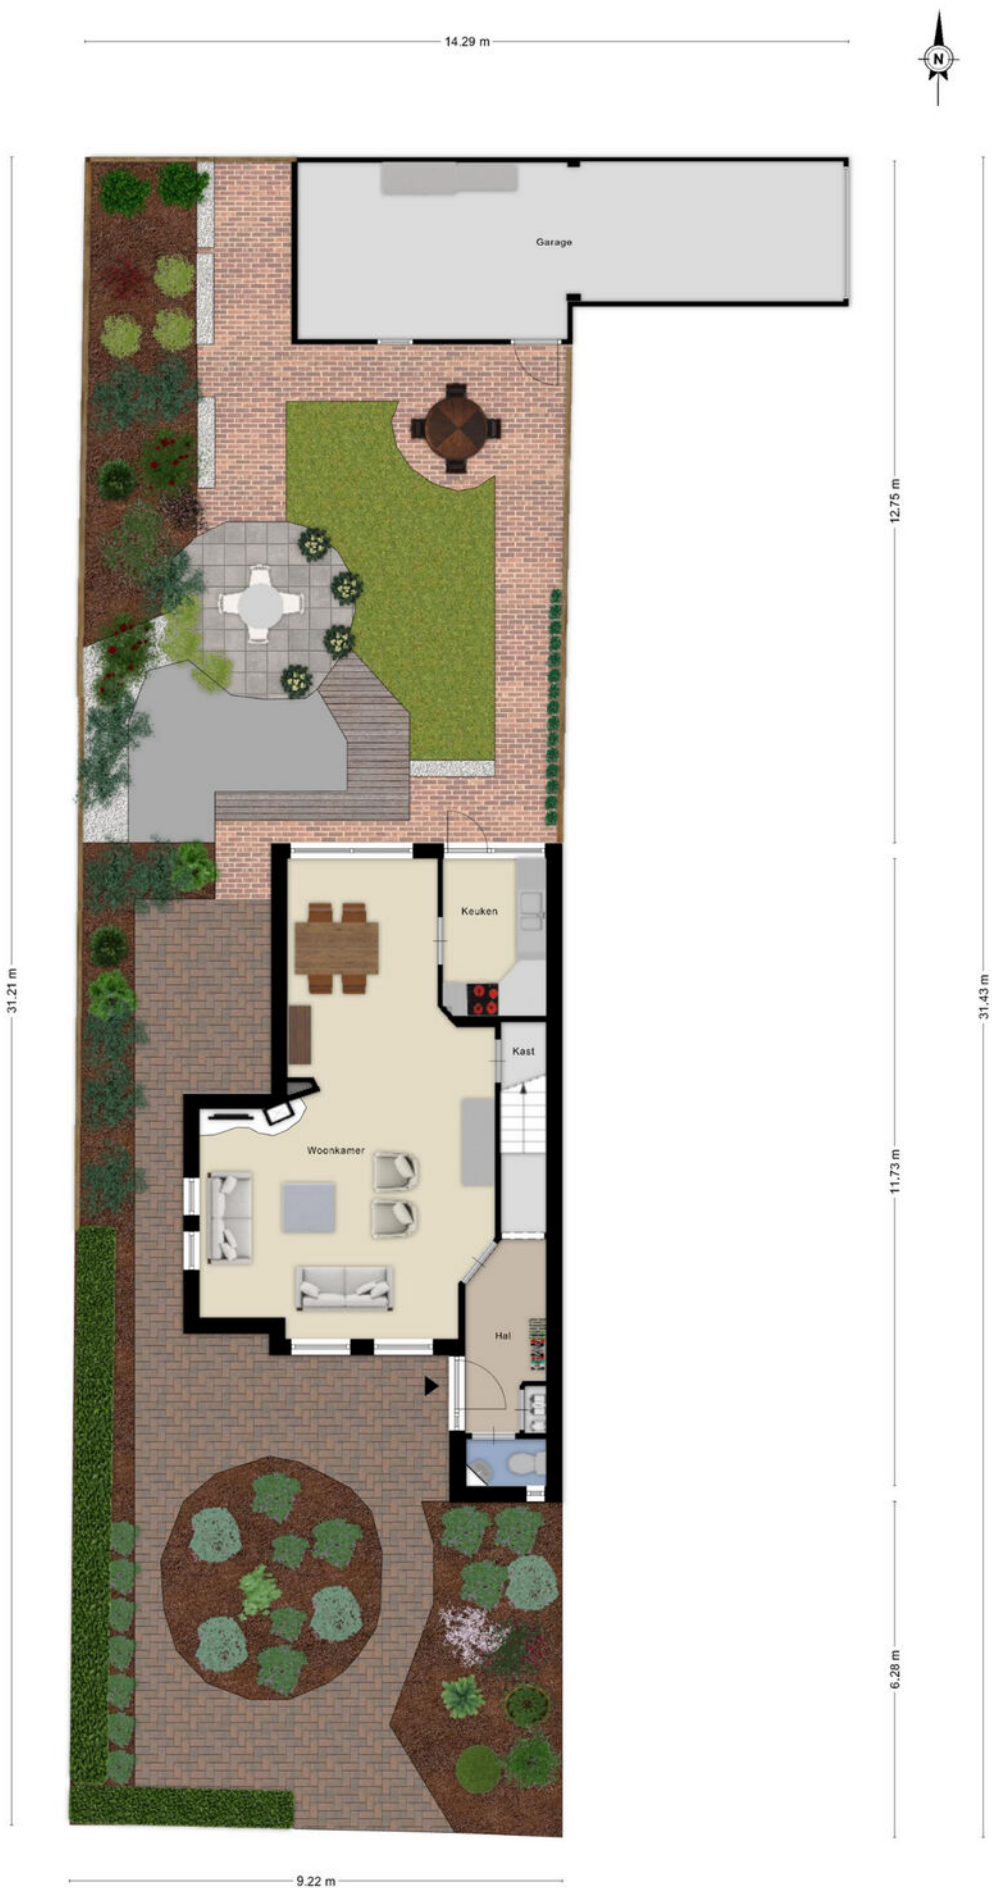 14.29 m
N
Garage
12.75 m
Keuken
31.21 m
31.43 m
Kast
Woonkamer
11.73 m
Hal
6.28 m
9.22 m